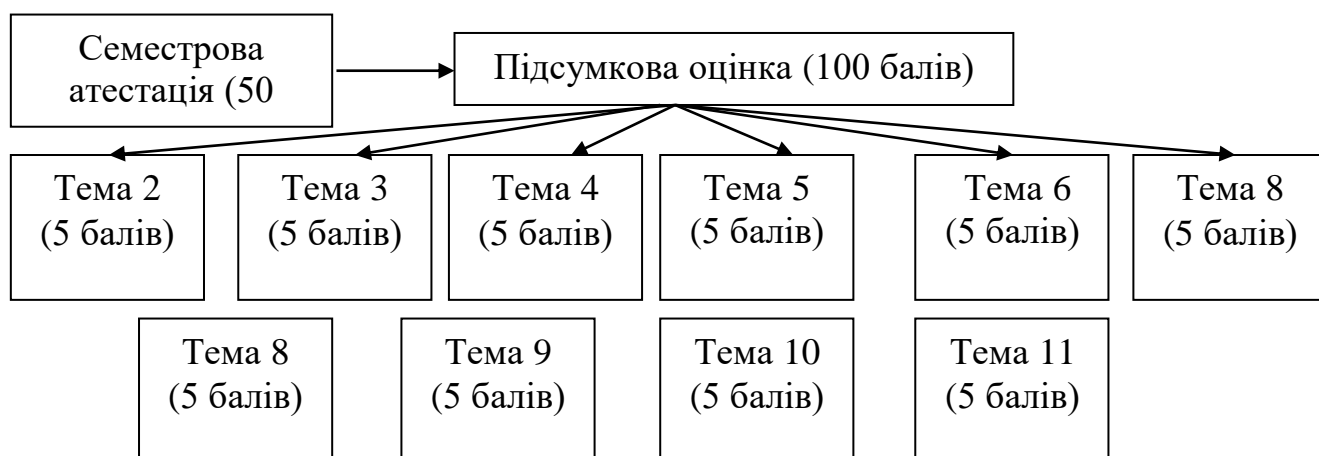 Семестрова
атестація (50
Підсумкова оцінка (100 балів)
Тема 2
(5 балів)
Тема 3
(5 балів)
Тема 4
(5 балів)
Тема 5
(5 балів)
Тема 6
(5 балів)
Тема 8
(5 балів)
Тема 8
(5 балів)
Тема 9
(5 балів)
Тема 10
(5 балів)
Тема 11
(5 балів)